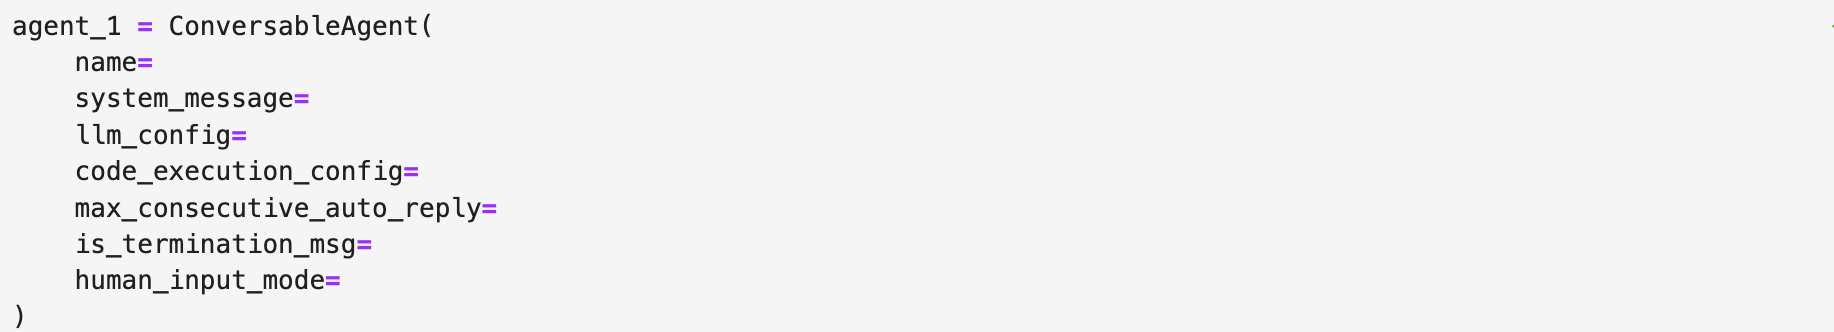 agent_1 = ConversableAgent(
    name=
    system_message=
    llm_config=
    code_execution_config=
    max_consecutive_auto_reply=
    is_termination_msg=
    human_input_mode=
)